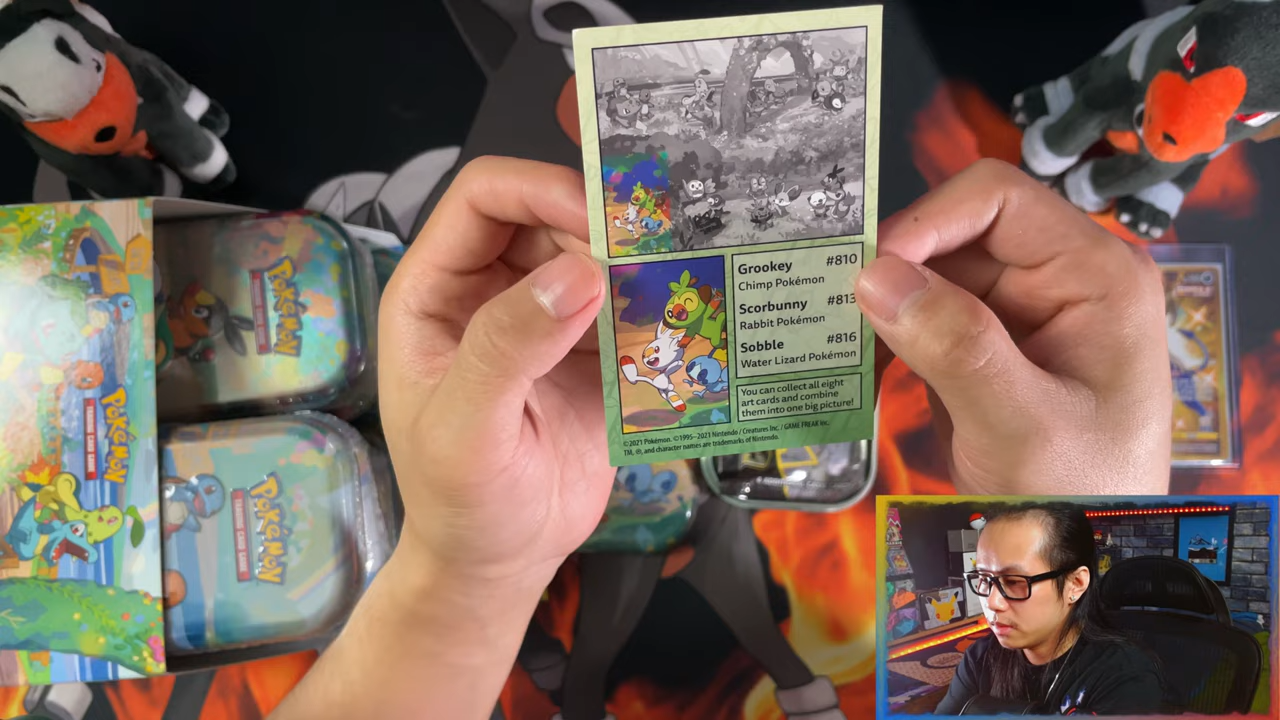 Grookey #810
Chimp Pokémon
Scorbunny #813
Rabbit Pokémon
Sobble #816
Water Lizard Pokémon
You can collect all eight
art cards and combine
them into one big picture!
©2021 Pokémon. ©1995–2021 Nintendo / Creatures Inc. / GAME FREAK inc.
TM, ®, and character names are trademarks of Nintendo.
POKéMON
TRADING CARD GAME
POKéMON
TRADING CARD GAME
POKéMON
TRADING CARD GAME